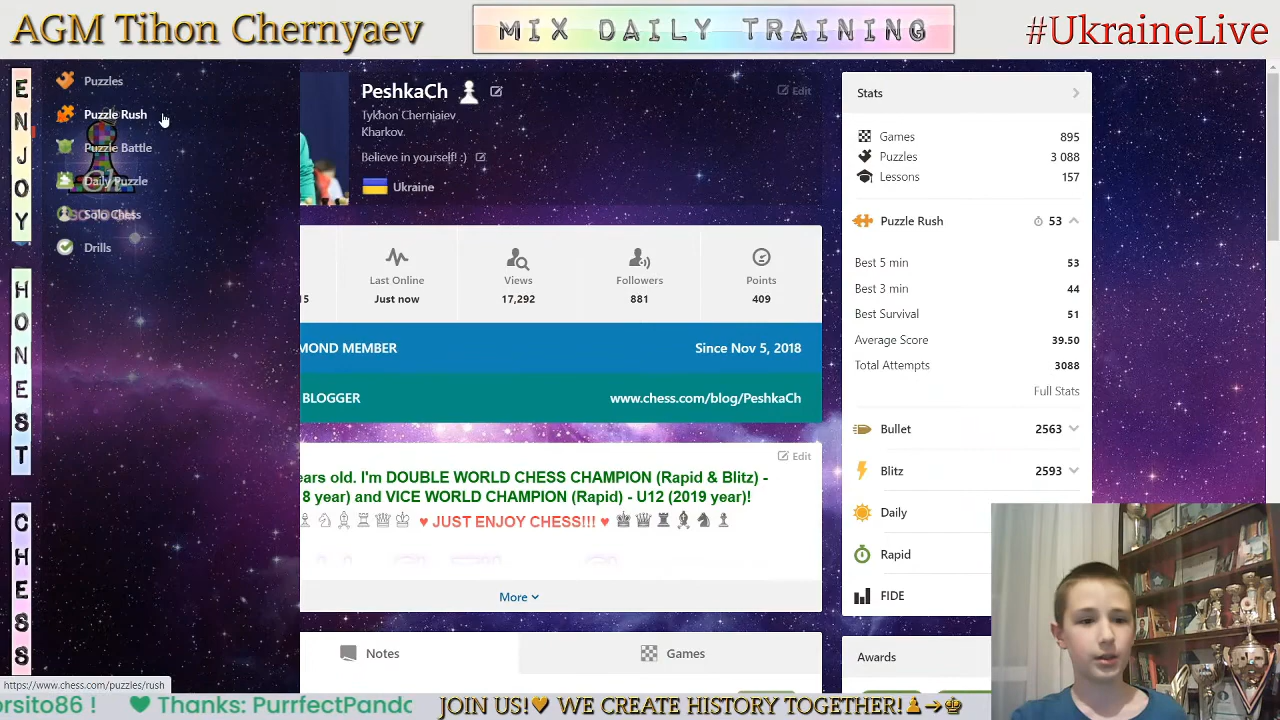 AGM Tihon Chernyaev
MIX DAILY TRAINING
#UkraineLive
ENJOY
HONEST
CHESS
Puzzles
Puzzle Rush
Puzzle Battle
Daily Puzzle
Solo Chess
Drills
PeshkaCh
Edit
Tykhon Cherniaev
Kharkov.
Believe in yourself! :)
Ukraine
Last Online
Just now
Views
17,292
Followers
881
Points
409
MOND MEMBER
Since Nov 5, 2018
BLOGGER
www.chess.com/blog/PeshkaCh
Edit
ears old. I'm DOUBLE WORLD CHESS CHAMPION (Rapid & Blitz) -
8 year) and VICE WORLD CHAMPION (Rapid) - U12 (2019 year)!
♗ ♘ ♗ ♖ ♕ ♔ ♥ JUST ENJOY CHESS!!! ♥ ♚ ♛ ♜ ♝ ♞ ♝
More
Notes
Games
Stats
Games 895
Puzzles 3 088
Lessons 157
Puzzle Rush 53
Best 5 min 53
Best 3 min 44
Best Survival 51
Average Score 39.50
Total Attempts 3088
Full Stats
Bullet 2563
Blitz 2593
Daily
Rapid
FIDE
Awards
https://www.chess.com/puzzles/rush
orsito86 ! ♥ Thanks: PurrfectPando
JOIN US!♥ WE CREATE HISTORY TOGETHER!♟→♚